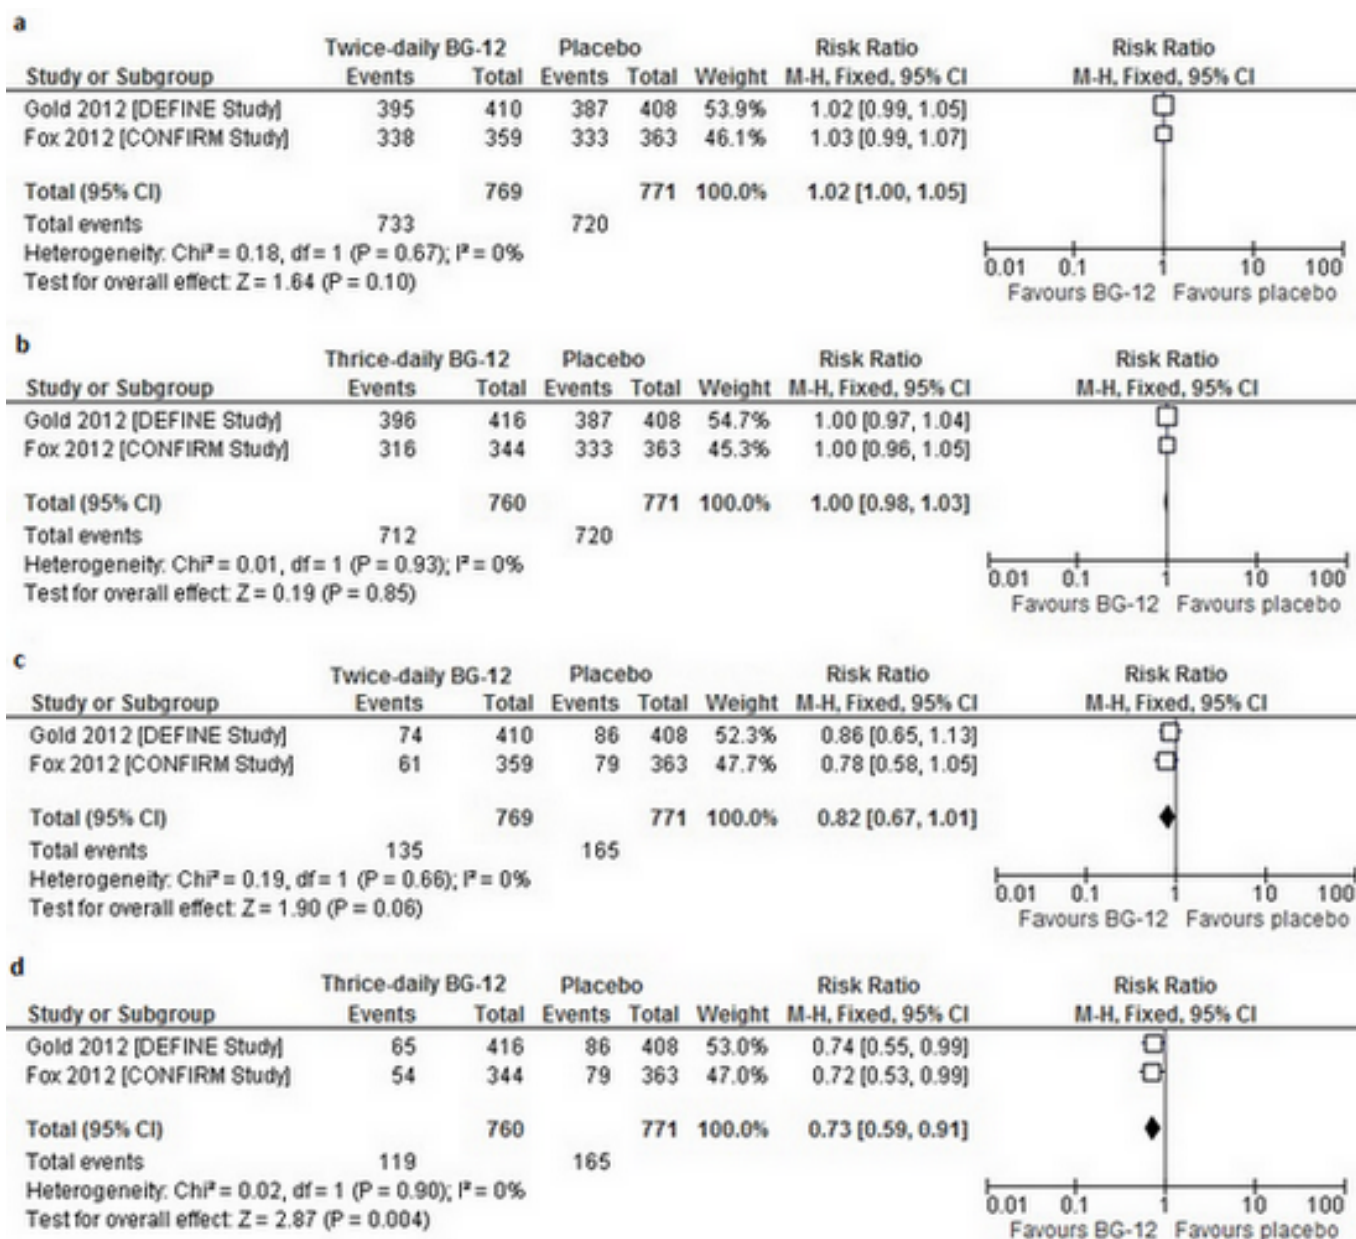 a
Twice-daily BG-12 Placebo Risk Ratio Risk Ratio
Study or Subgroup Events Total Events Total Weight M-H, Fixed, 95% CI M-H, Fixed, 95% CI
Gold 2012 [DEFINE Study] 395 410 387 408 53.9% 1.02 [0.99, 1.05]
Fox 2012 [CONFIRM Study] 338 359 333 363 46.1% 1.03 [0.99, 1.07]
Total (95% CI) 769 771 100.0% 1.02 [1.00, 1.05]
Total events 733 720
Heterogeneity: Chi² = 0.18, df = 1 (P = 0.67); I² = 0%
Test for overall effect: Z = 1.64 (P = 0.10)
0.01 0.1 1 10 100
Favours BG-12 Favours placebo
b
Thrice-daily BG-12 Placebo Risk Ratio Risk Ratio
Study or Subgroup Events Total Events Total Weight M-H, Fixed, 95% CI M-H, Fixed, 95% CI
Gold 2012 [DEFINE Study] 396 416 387 408 54.7% 1.00 [0.97, 1.04]
Fox 2012 [CONFIRM Study] 316 344 333 363 45.3% 1.00 [0.96, 1.05]
Total (95% CI) 760 771 100.0% 1.00 [0.98, 1.03]
Total events 712 720
Heterogeneity: Chi² = 0.01, df = 1 (P = 0.93); I² = 0%
Test for overall effect: Z = 0.19 (P = 0.85)
0.01 0.1 1 10 100
Favours BG-12 Favours placebo
c
Twice-daily BG-12 Placebo Risk Ratio Risk Ratio
Study or Subgroup Events Total Events Total Weight M-H, Fixed, 95% CI M-H, Fixed, 95% CI
Gold 2012 [DEFINE Study] 74 410 86 408 52.3% 0.86 [0.65, 1.13]
Fox 2012 [CONFIRM Study] 61 359 79 363 47.7% 0.78 [0.58, 1.05]
Total (95% CI) 769 771 100.0% 0.82 [0.67, 1.01]
Total events 135 165
Heterogeneity: Chi² = 0.19, df = 1 (P = 0.66); I² = 0%
Test for overall effect: Z = 1.90 (P = 0.06)
0.01 0.1 1 10 100
Favours BG-12 Favours placebo
d
Thrice-daily BG-12 Placebo Risk Ratio Risk Ratio
Study or Subgroup Events Total Events Total Weight M-H, Fixed, 95% CI M-H, Fixed, 95% CI
Gold 2012 [DEFINE Study] 65 416 86 408 53.0% 0.74 [0.55, 0.99]
Fox 2012 [CONFIRM Study] 54 344 79 363 47.0% 0.72 [0.53, 0.99]
Total (95% CI) 760 771 100.0% 0.73 [0.59, 0.91]
Total events 119 165
Heterogeneity: Chi² = 0.02, df = 1 (P = 0.90); I² = 0%
Test for overall effect: Z = 2.87 (P = 0.004)
0.01 0.1 1 10 100
Favours BG-12 Favours placebo